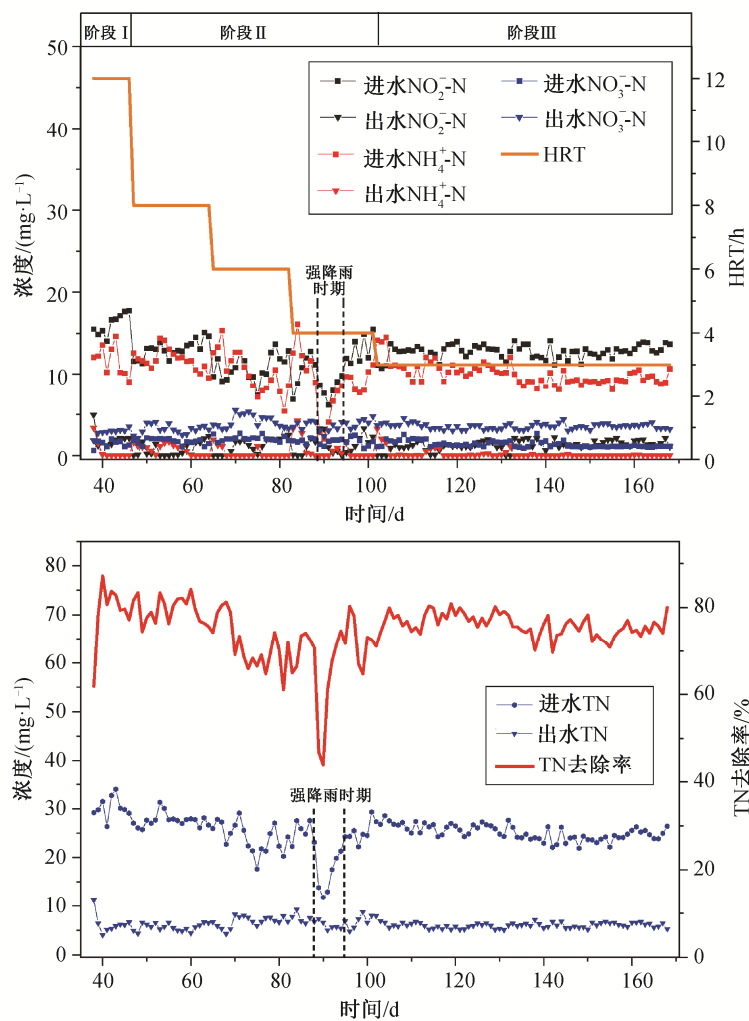 阶段 I 阶段 II 阶段III
50
40
30
20
10
0
浓度/(mg·L⁻¹)
进水NO₂⁻-N 进水NO₃⁻-N
出水NO₂⁻-N 出水NO₃⁻-N
进水NH₄⁺-N HRT
出水NH₄⁺-N
强降雨
时期
12
10
8
6
4
2
0
HRT/h
40 60 80 100 120 140 160
时间/d
80
70
60
50
40
30
20
10
0
浓度/(mg·L⁻¹)
进水TN
出水TN
TN去除率
强降雨时期
80
60
40
20
0
TN去除率/%
40 60 80 100 120 140 160
时间/d